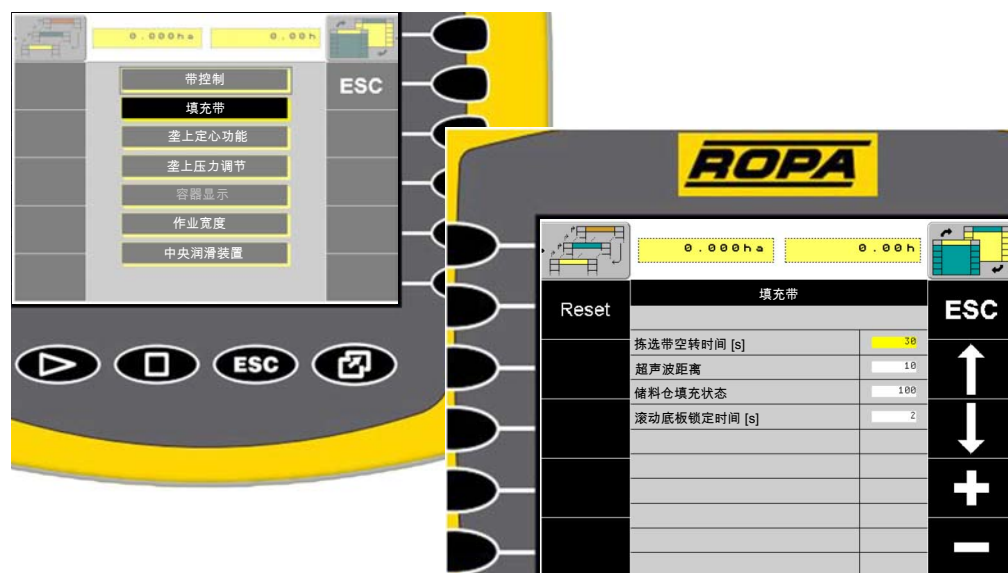 0.000ha 0.00h
带控制
ESC
填充带
垄上定心功能
垄上压力调节
容器显示
作业宽度
中央润滑装置
ESC
ROPA
0.000ha 0.00h
填充带
Reset
ESC
拣选带空转时间 [s] 30
超声波距离 10
储料仓填充状态 100
滚动底板锁定时间 [s] 2